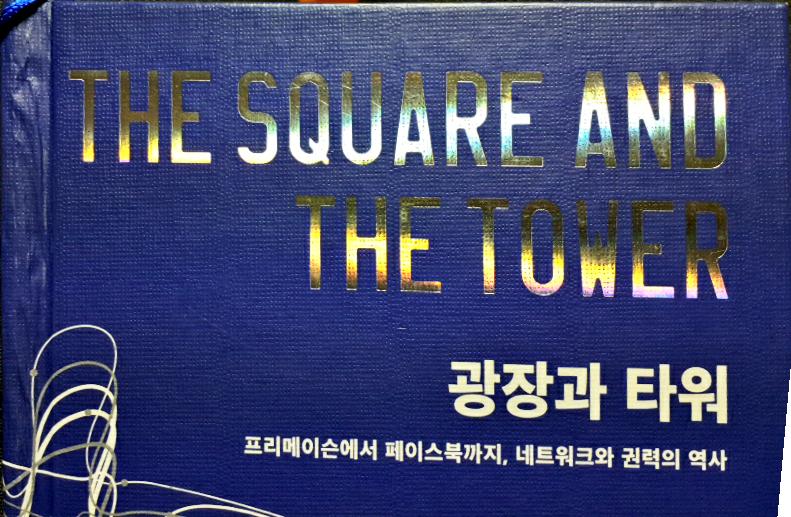 THE SQUARE AND
THE TOWER
광장과 타워
프리메이슨에서 페이스북까지, 네트워크와 권력의 역사